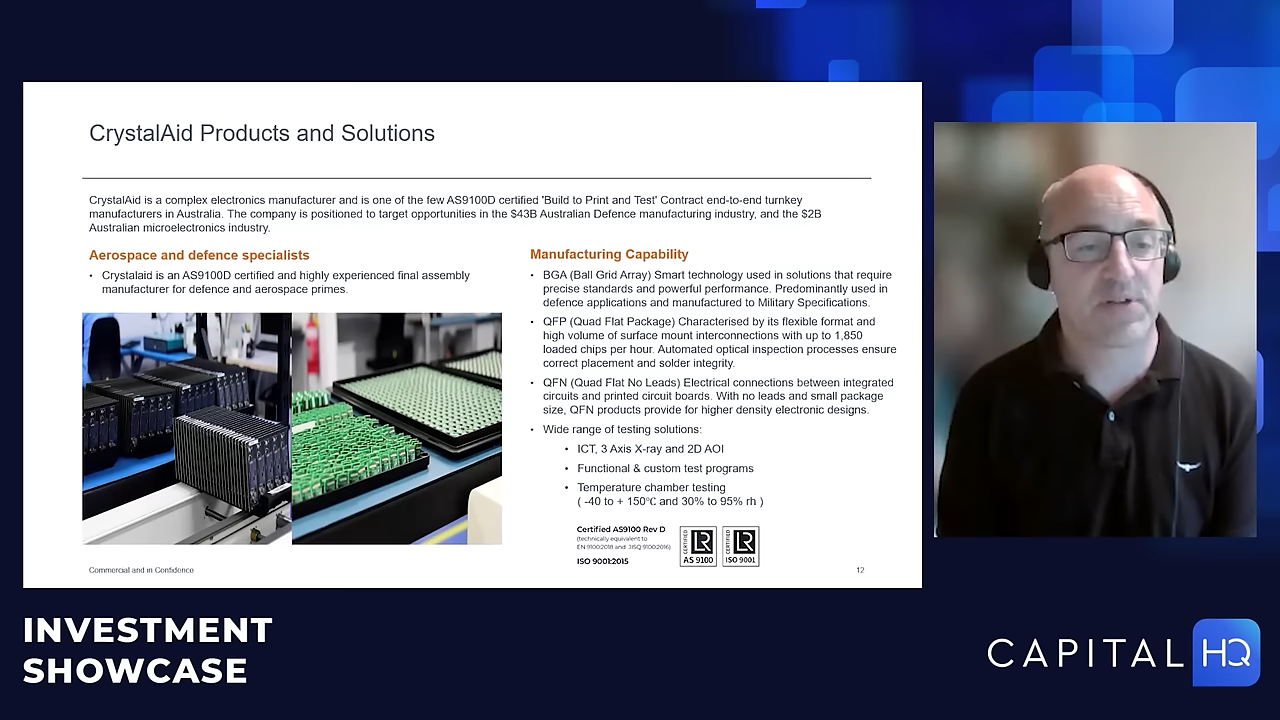 CrystalAid Products and Solutions
CrystalAid is a complex electronics manufacturer and is one of the few AS9100D certified 'Build to Print and Test' Contract end-to-end turnkey
manufacturers in Australia. The company is positioned to target opportunities in the $43B Australian Defence manufacturing industry, and the $2B
Australian microelectronics industry.
Aerospace and defence specialists
• Crystalaid is an AS9100D certified and highly experienced final assembly
manufacturer for defence and aerospace primes.
Manufacturing Capability
• BGA (Ball Grid Array) Smart technology used in solutions that require
precise standards and powerful performance. Predominantly used in
defence applications and manufactured to Military Specifications.
• QFP (Quad Flat Package) Characterised by its flexible format and
high volume of surface mount interconnections with up to 1,850
loaded chips per hour. Automated optical inspection processes ensure
correct placement and solder integrity.
• QFN (Quad Flat No Leads) Electrical connections between integrated
circuits and printed circuit boards. With no leads and small package
size, QFN products provide for higher density electronic designs.
• Wide range of testing solutions:
• ICT, 3 Axis X-ray and 2D AOI
• Functional & custom test programs
• Temperature chamber testing
( -40 to + 150°C and 30% to 95% rh )
Certified AS9100 Rev D
(technically equivalent to
EN 9100:2018 and JISQ 9100:2016)
ISO 9001:2015
CERTIFIED
LR
AS 9100
CERTIFIED
LR
ISO 9001
Commercial and in Confidence
12
INVESTMENT
SHOWCASE
CAPITAL HQ